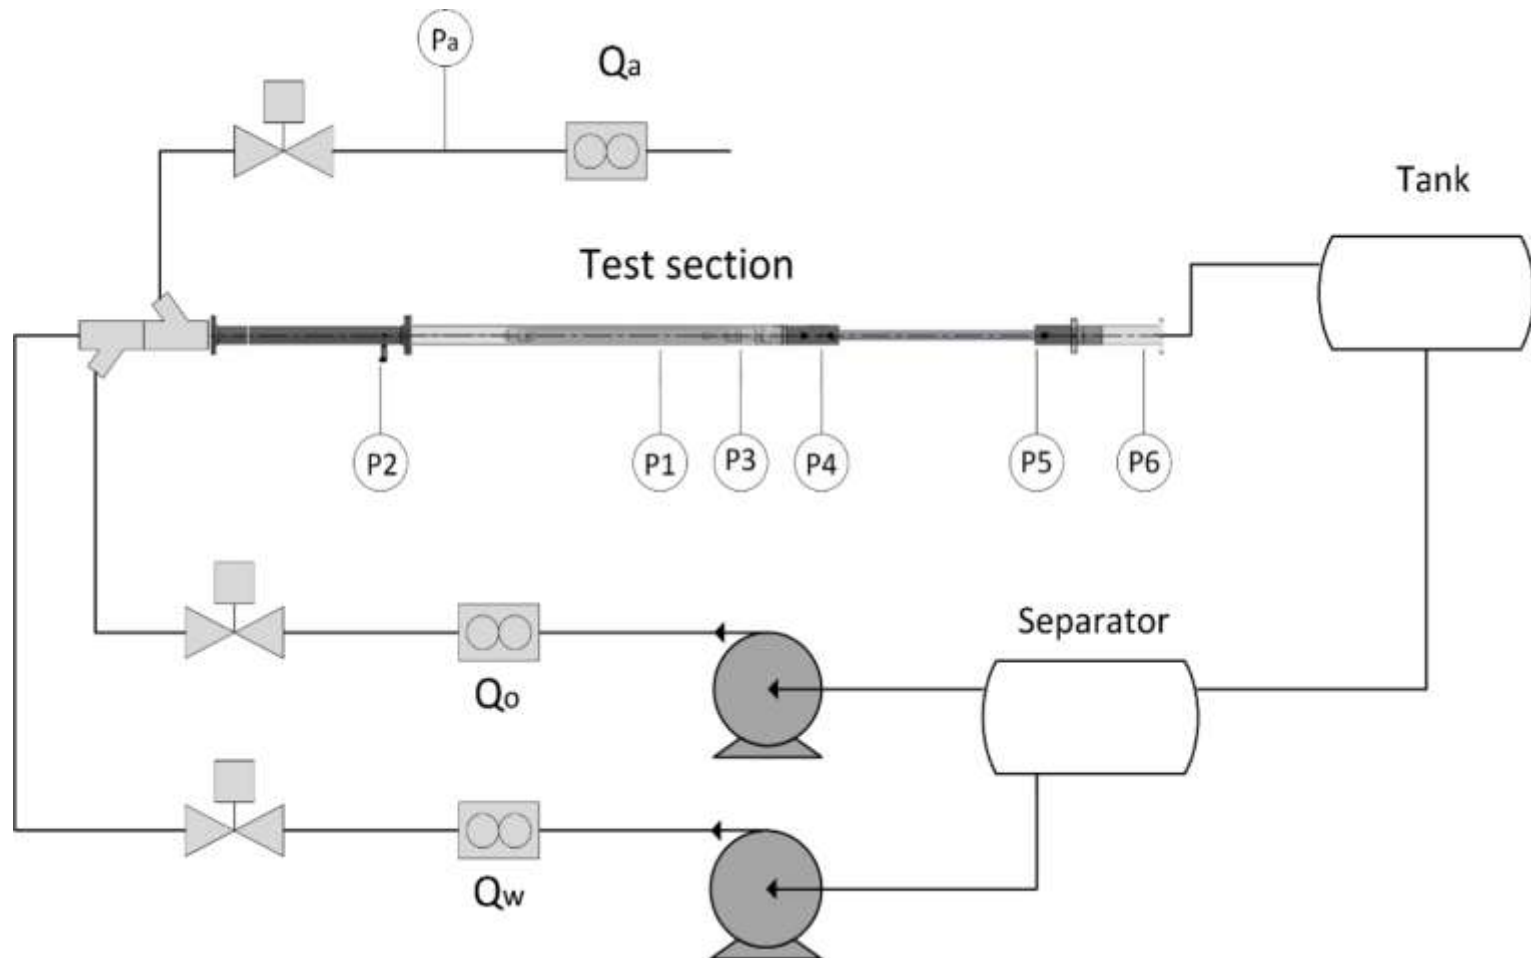 Pa
Qa
Tank
Test section
P2
P1
P3
P4
P5
P6
Separator
Qo
Qw